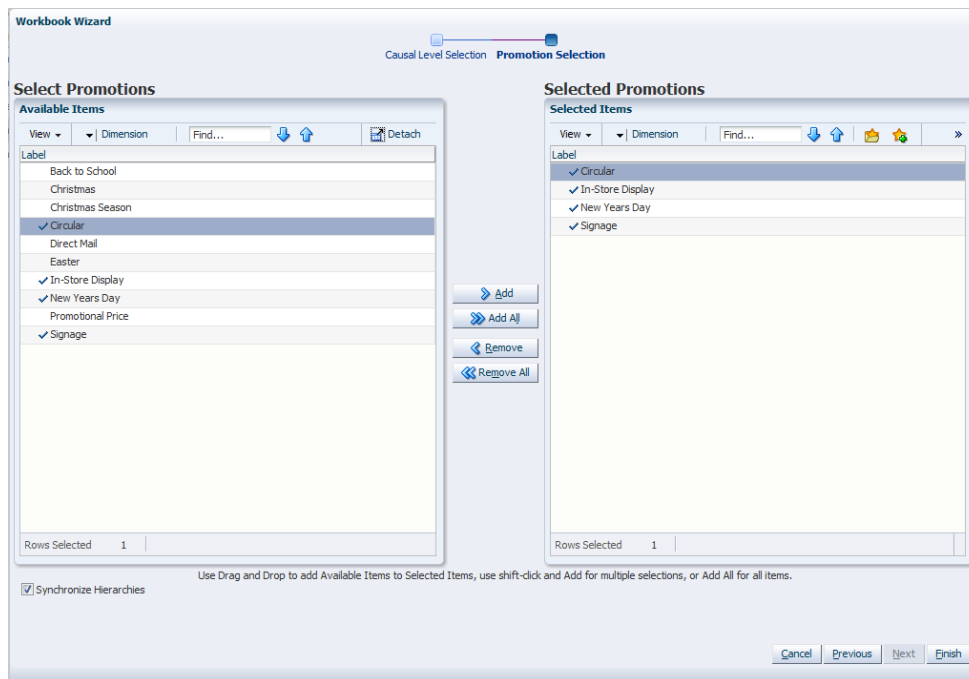 Workbook Wizard
Causal Level Selection Promotion Selection
Select Promotions
Available Items
View Dimension Find... Detach
Label
Back to School
Christmas
Christmas Season
Circular
Direct Mail
Easter
In-Store Display
New Years Day
Promotional Price
Signage
Rows Selected 1
Add
Add All
Remove
Remove All
Selected Promotions
Selected Items
View Dimension Find... »
Label
Circular
In-Store Display
New Years Day
Signage
Rows Selected 1
Use Drag and Drop to add Available Items to Selected Items, use shift-click and Add for multiple selections, or Add All for all items.
Synchronize Hierarchies
Cancel Previous Next Finish